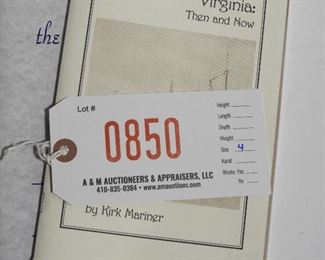 the
Virginia:
Then and Now
Lot #
0850
Height
Length
Depth
Weight
Size 4
Karat
Works: Yes
No
A & M AUCTIONEERS & APPRAISERS, LLC
410-835-0384 • www.amauctions.com
by Kirk Mariner